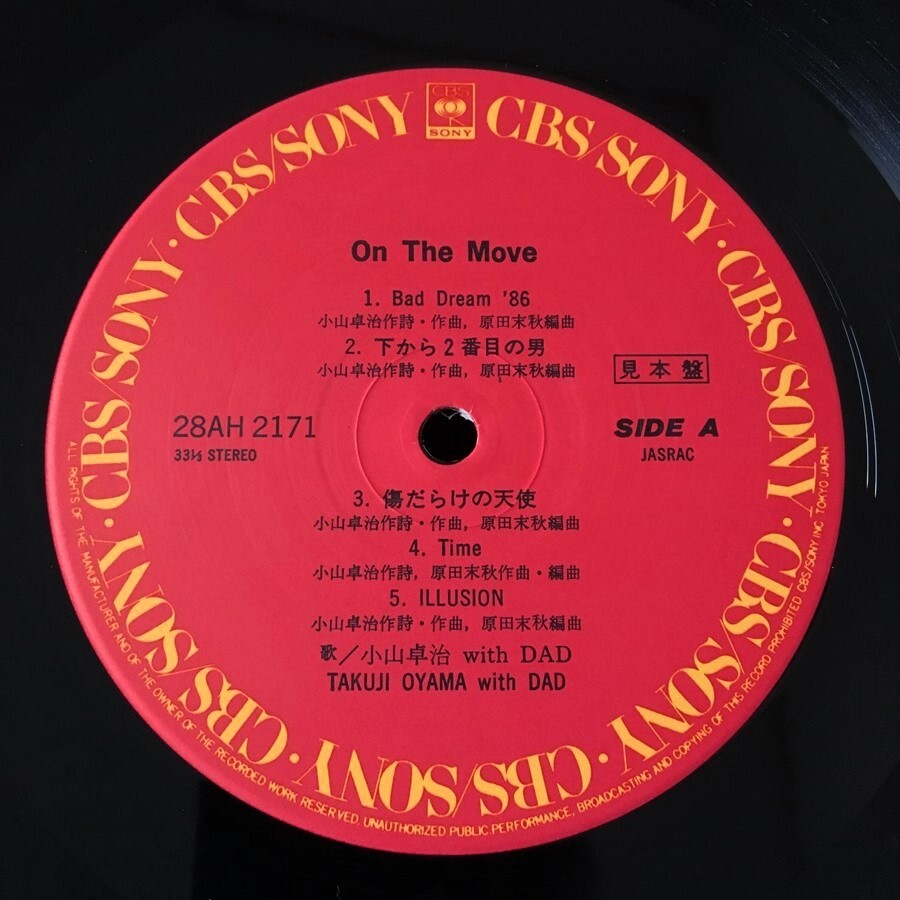 CBS
SONY
CBS/SONY · CBS/SONY · CBS/SONY · CBS/SONY · CBS/SONY · CBS/SONY · CBS/SONY · CBS/SONY
On The Move
1. Bad Dream '86
小山卓治作詩・作曲, 原田末秋編曲
2. 下から2番目の男
小山卓治作詩・作曲, 原田末秋編曲
見本盤
28AH 2171
SIDE A
33⅓ STEREO
JASRAC
3. 傷だらけの天使
小山卓治作詩・作曲, 原田末秋編曲
4. Time
小山卓治作詩, 原田末秋作曲・編曲
5. ILLUSION
小山卓治作詩・作曲, 原田末秋編曲
歌／小山卓治 with DAD
TAKUJI OYAMA with DAD
ALL RIGHTS OF THE MANUFACTURER AND OF THE OWNER OF THE RECORDED WORK RESERVED. UNAUTHORIZED PUBLIC PERFORMANCE, BROADCASTING AND COPYING OF THIS RECORD PROHIBITED CBS/SONY INC. TOKYO JAPAN